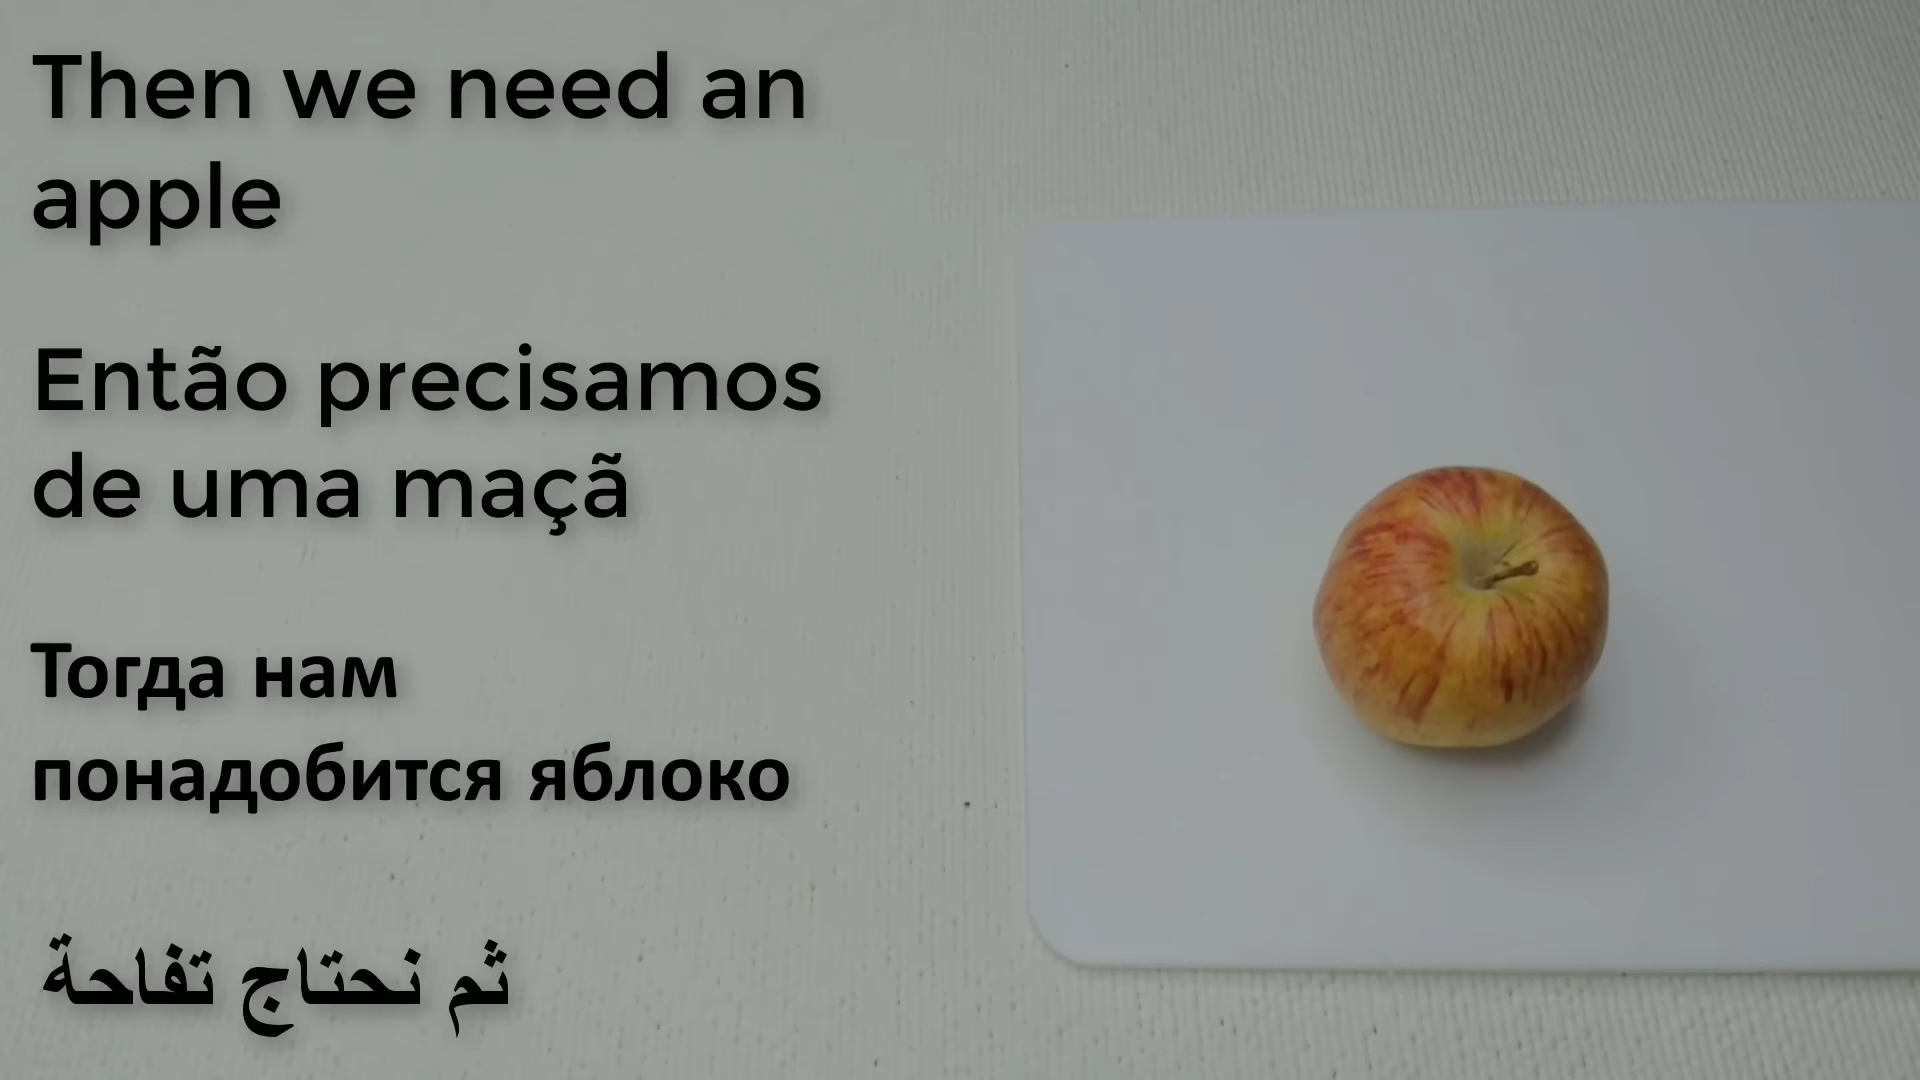 Then we need an
apple
Então precisamos
de uma maçã
Тогда нам
понадобится яблоко
ثم نحتاج تفاحة